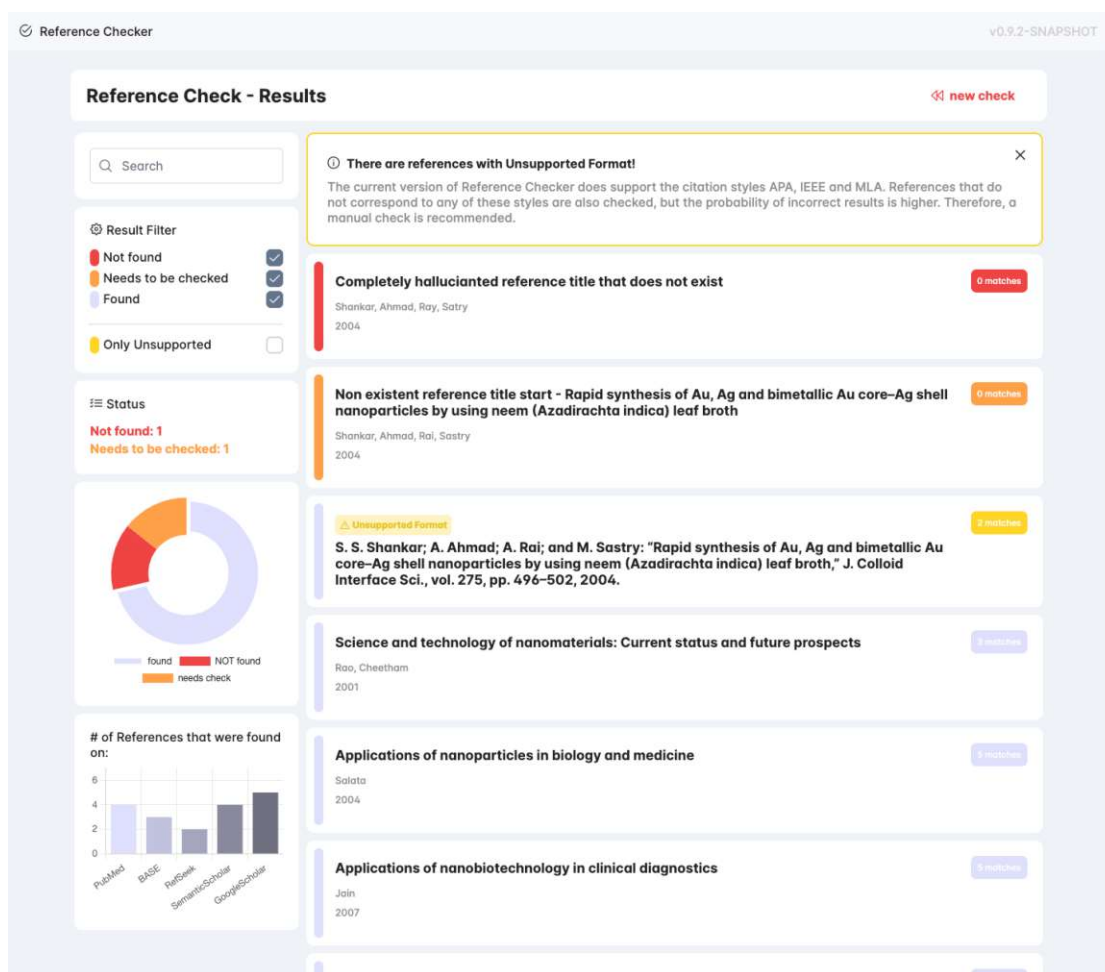 Reference Checker
v0.9.2-SNAPSHOT
Reference Check - Results
new check
Search
Result Filter
Not found
Needs to be checked
Found
Only Unsupported
Status
Not found: 1
Needs to be checked: 1
found
NOT found
needs check
# of References that were found
on:
6
4
2
0
PubMed
BASE
RefSeek
SemanticScholar
GoogleScholar
There are references with Unsupported Format!
The current version of Reference Checker does support the citation styles APA, IEEE and MLA. References that do
not correspond to any of these styles are also checked, but the probability of incorrect results is higher. Therefore, a
manual check is recommended.
Completely hallucianted reference title that does not exist
0 matches
Shankar, Ahmad, Ray, Satry
2004
Non existent reference title start - Rapid synthesis of Au, Ag and bimetallic Au core–Ag shell
nanoparticles by using neem (Azadirachta indica) leaf broth
0 matches
Shankar, Ahmad, Rai, Sastry
2004
Unsupported Format
matches
S. S. Shankar; A. Ahmad; A. Rai; and M. Sastry: “Rapid synthesis of Au, Ag and bimetallic Au
core–Ag shell nanoparticles by using neem (Azadirachta indica) leaf broth,” J. Colloid
Interface Sci., vol. 275, pp. 496–502, 2004.
Science and technology of nanomaterials: Current status and future prospects
matches
Rao, Cheetham
2001
Applications of nanoparticles in biology and medicine
5 matches
Salata
2004
Applications of nanobiotechnology in clinical diagnostics
5 matches
Jain
2007